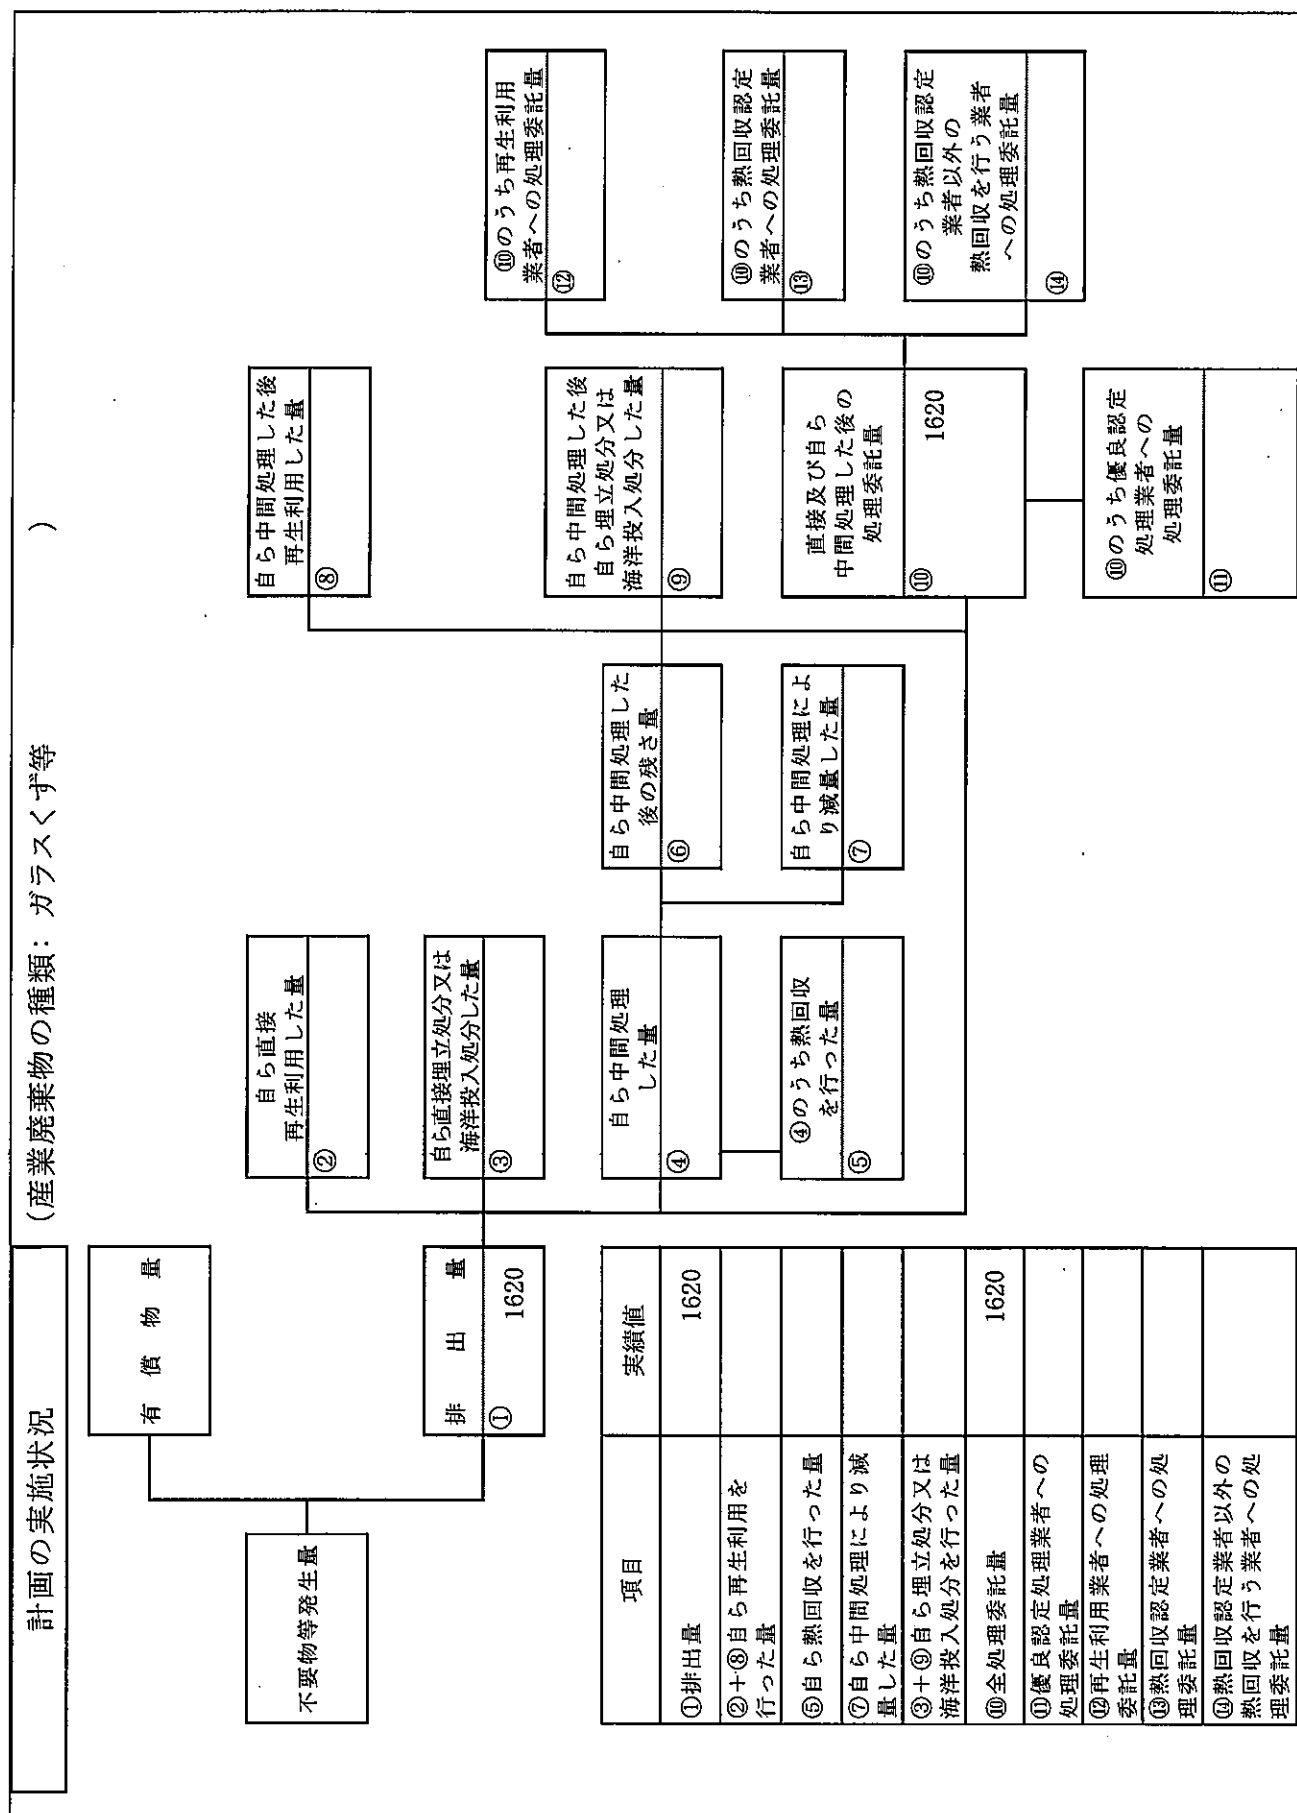 計画の実施状況
(産業廃棄物の種類: ガラスくず等 )
不要物等発生量
有償物量
排出量
①
1620
自ら直接
再生利用した量
②
自ら直接埋立処分又は
海洋投入処分した量
③
自ら中間処理
した量
④
④のうち熱回収
を行った量
⑤
自ら中間処理した
後の残さ量
⑥
自ら中間処理によ
り減量した量
⑦
自ら中間処理した後
再生利用した量
⑧
自ら中間処理した後
自ら埋立処分又は
海洋投入処分した量
⑨
直接及び自ら
中間処理した後の
処理委託量
⑩
1620
⑩のうち優良認定
処理業者への
処理委託量
⑪
⑩のうち再生利用
業者への処理委託量
⑫
⑩のうち熱回収認定
業者への処理委託量
⑬
⑩のうち熱回収認定
業者以外の
熱回収を行う業者
への処理委託量
⑭
項目 実績値
①排出量 1620
②+⑧自ら再生利用を
行った量
⑤自ら熱回収を行った量
⑦自ら中間処理により減
量した量
③+⑨自ら埋立処分又は
海洋投入処分を行った量
⑩全処理委託量 1620
⑪優良認定処理業者への
処理委託量
⑫再生利用業者への処理
委託量
⑬熱回収認定業者への処
理委託量
⑭熱回収認定業者以外の
熱回収を行う業者への処
理委託量